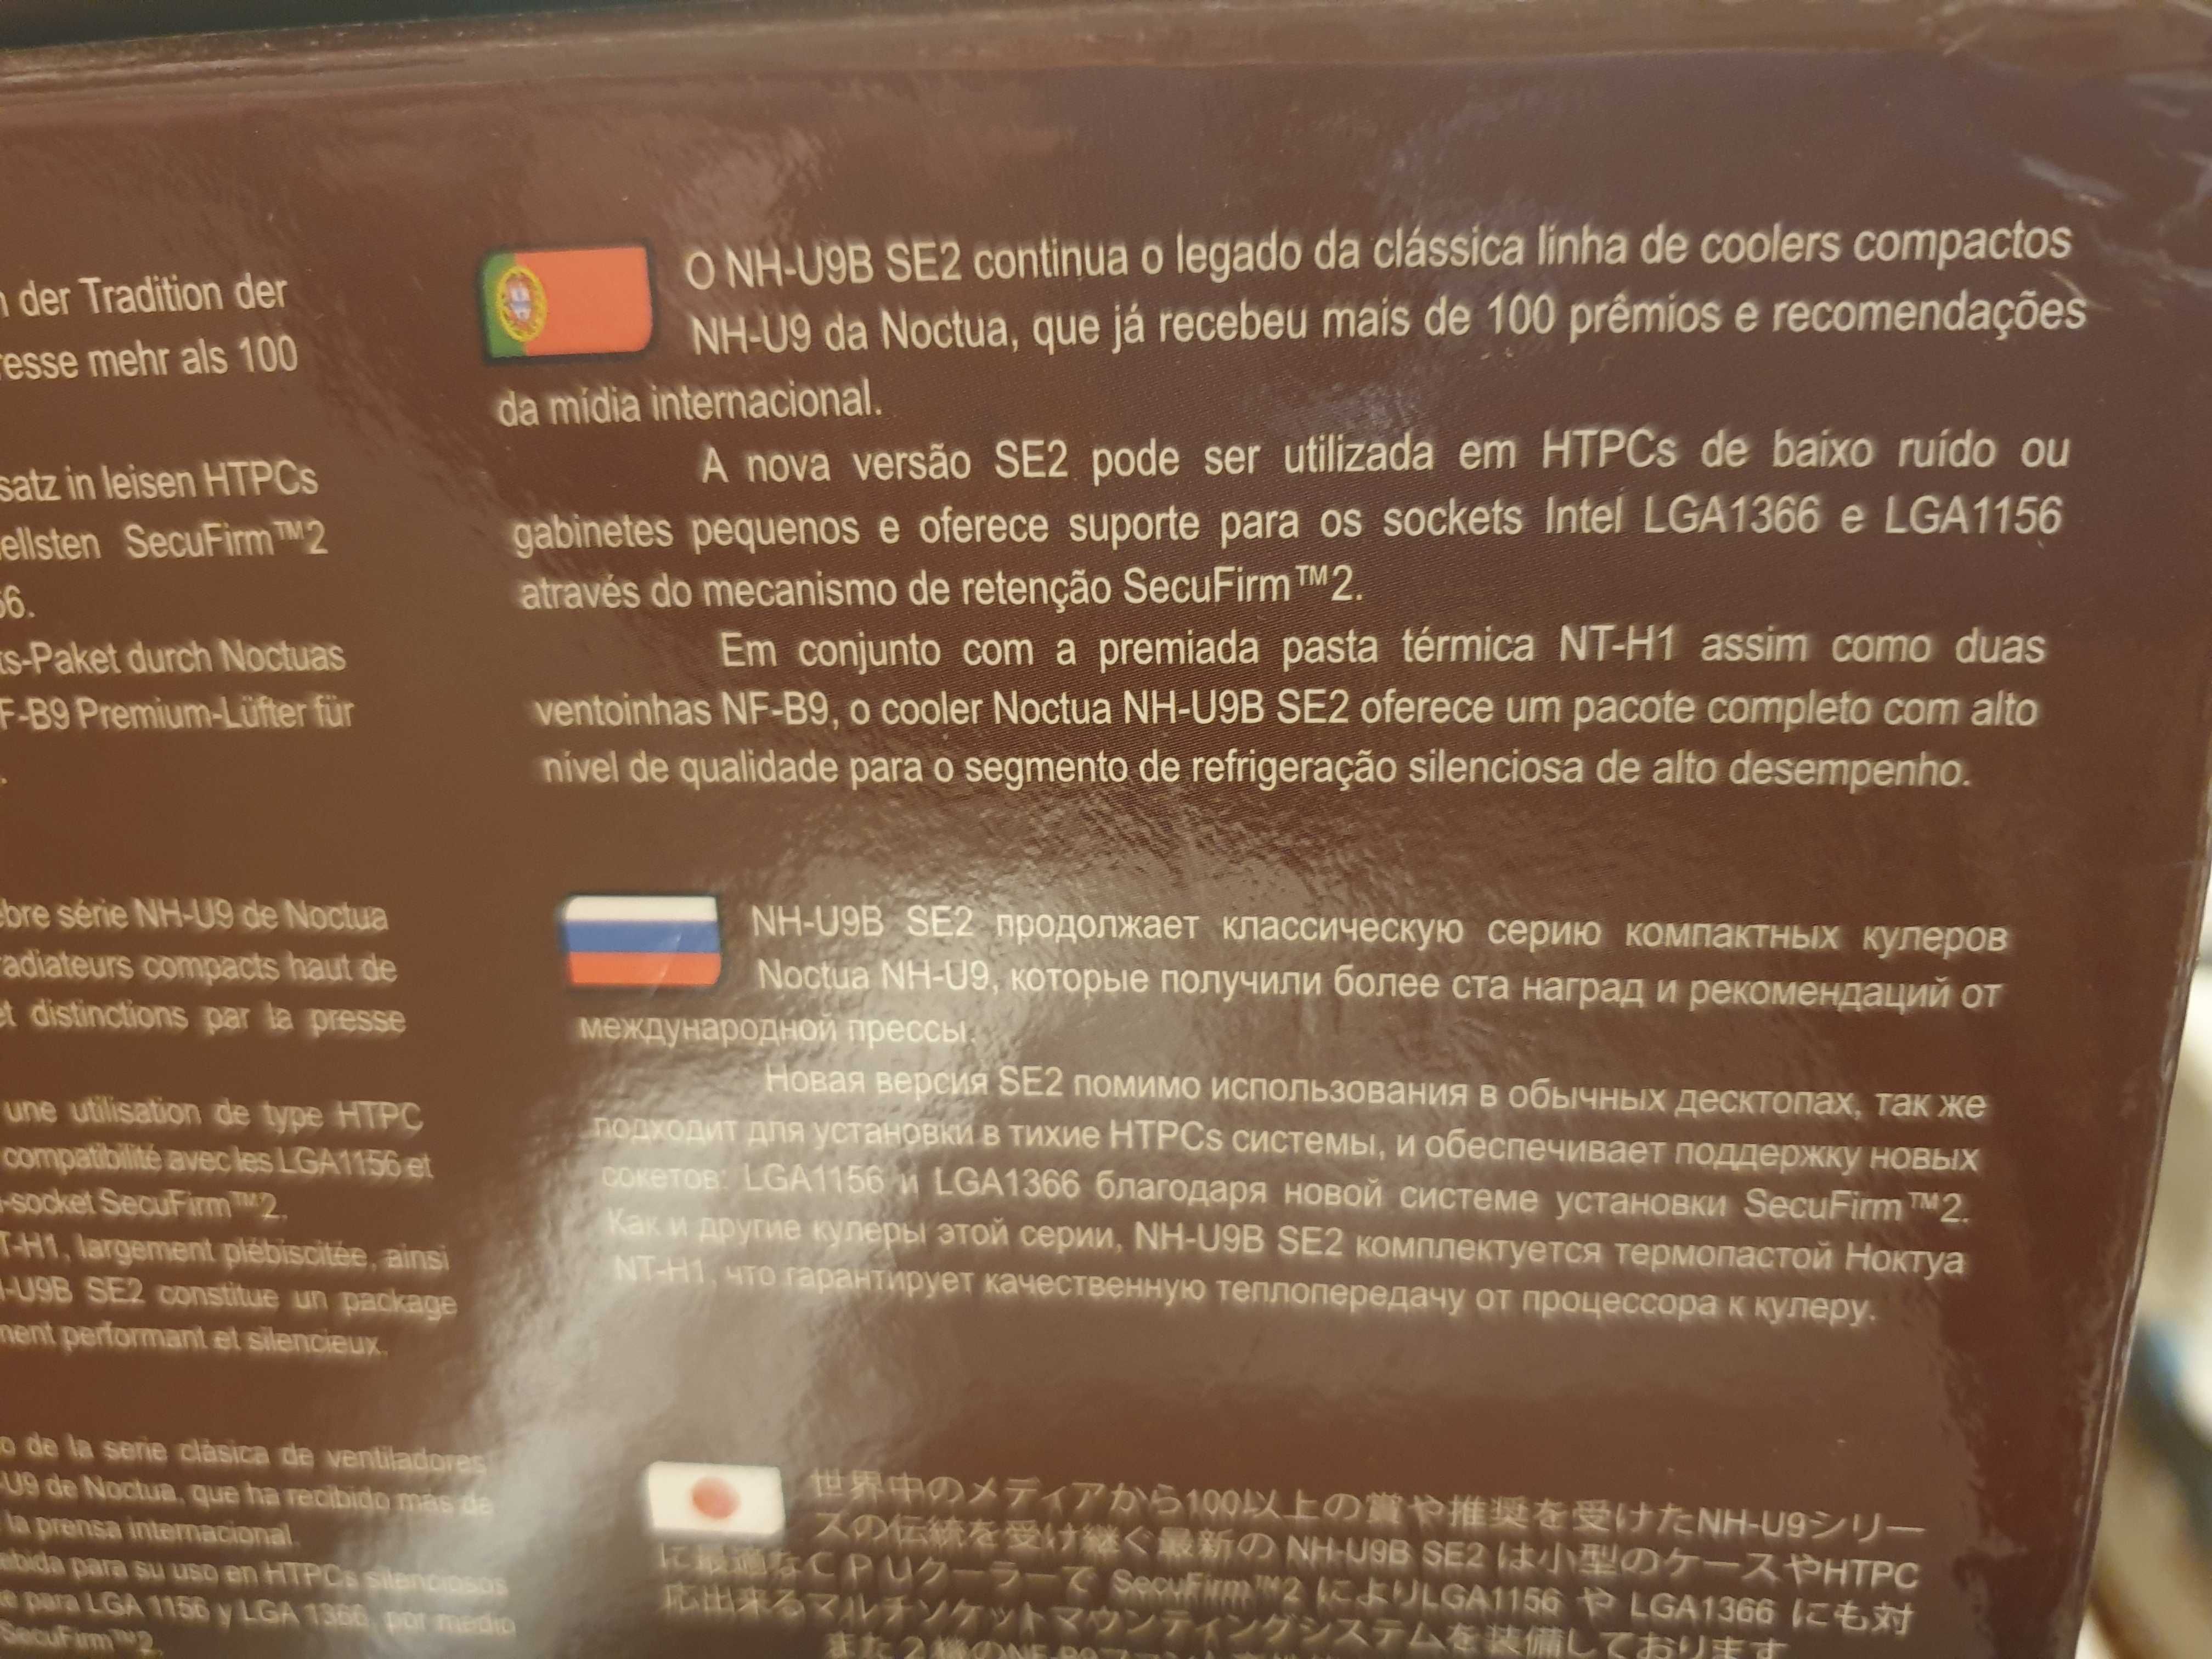 der Tradition der
esse mehr als 100
satz in leisen HTPCs
ellsten SecuFirm™2
6.
ts-Paket durch Noctuas
F-B9 Premium-Lüfter für
bre série NH-U9 de Noctua
adiateurs compacts haut de
et distinctions par la presse
une utilisation de type HTPC
compatibilité avec les LGA1156 et
-socket SecuFirm™2.
T-H1, largement plébiscitée, ainsi
-U9B SE2 constitue un package
ment performant et silencieux.
o de la serie clásica de ventiladores
-U9 de Noctua, que ha recibido más de
la prensa internacional.
ebida para su uso en HTPCs silenciosos
e para LGA 1156 y LGA 1366, por medio
SecuFirm™2.
O NH-U9B SE2 continua o legado da clássica linha de coolers compactos
NH-U9 da Noctua, que já recebeu mais de 100 prêmios e recomendações
da mídia internacional.
A nova versão SE2 pode ser utilizada em HTPCs de baixo ruído ou
gabinetes pequenos e oferece suporte para os sockets Intel LGA1366 e LGA1156
através do mecanismo de retenção SecuFirm™2.
Em conjunto com a premiada pasta térmica NT-H1 assim como duas
ventoinhas NF-B9, o cooler Noctua NH-U9B SE2 oferece um pacote completo com alto
nível de qualidade para o segmento de refrigeração silenciosa de alto desempenho.
NH-U9B SE2 продолжает классическую серию компактных кулеров
Noctua NH-U9, которые получили более ста наград и рекомендаций от
международной прессы.
Новая версия SE2 помимо использования в обычных десктопах, так же
подходит для установки в тихие HTPCs системы, и обеспечивает поддержку новых
сокетов: LGA1156 и LGA1366 благодаря новой системе установки SecuFirm™2.
Как и другие кулеры этой серии, NH-U9B SE2 комплектуется термопастой Ноктуа
NT-H1, что гарантирует качественную теплопередачу от процессора к кулеру.
世界中のメディアから100以上の賞や推奨を受けたNH-U9シリー
ズの伝統を受け継ぐ最新の NH-U9B SE2 は小型のケースやHTPC
に最適なＣＰＵクーラーで SecuFirm™2 によりLGA1156 や LGA1366 にも対
応出来るマルチソケットマウンティングシステムを装備しております
また２機のNF-B9ファン